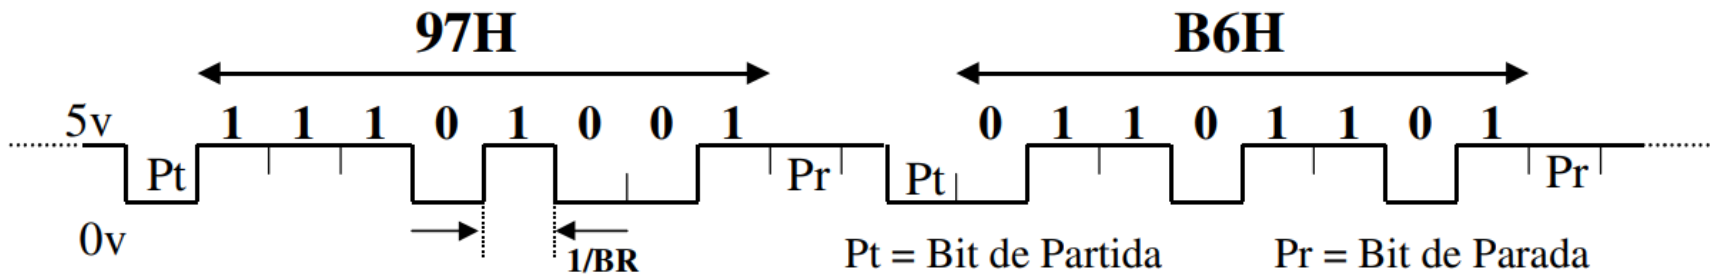 97H B6H
5v 1 1 1 0 1 0 0 1 0 1 1 0 1 1 0 1
Pt Pr Pt Pr
0v 1/BR Pt = Bit de Partida Pr = Bit de Parada